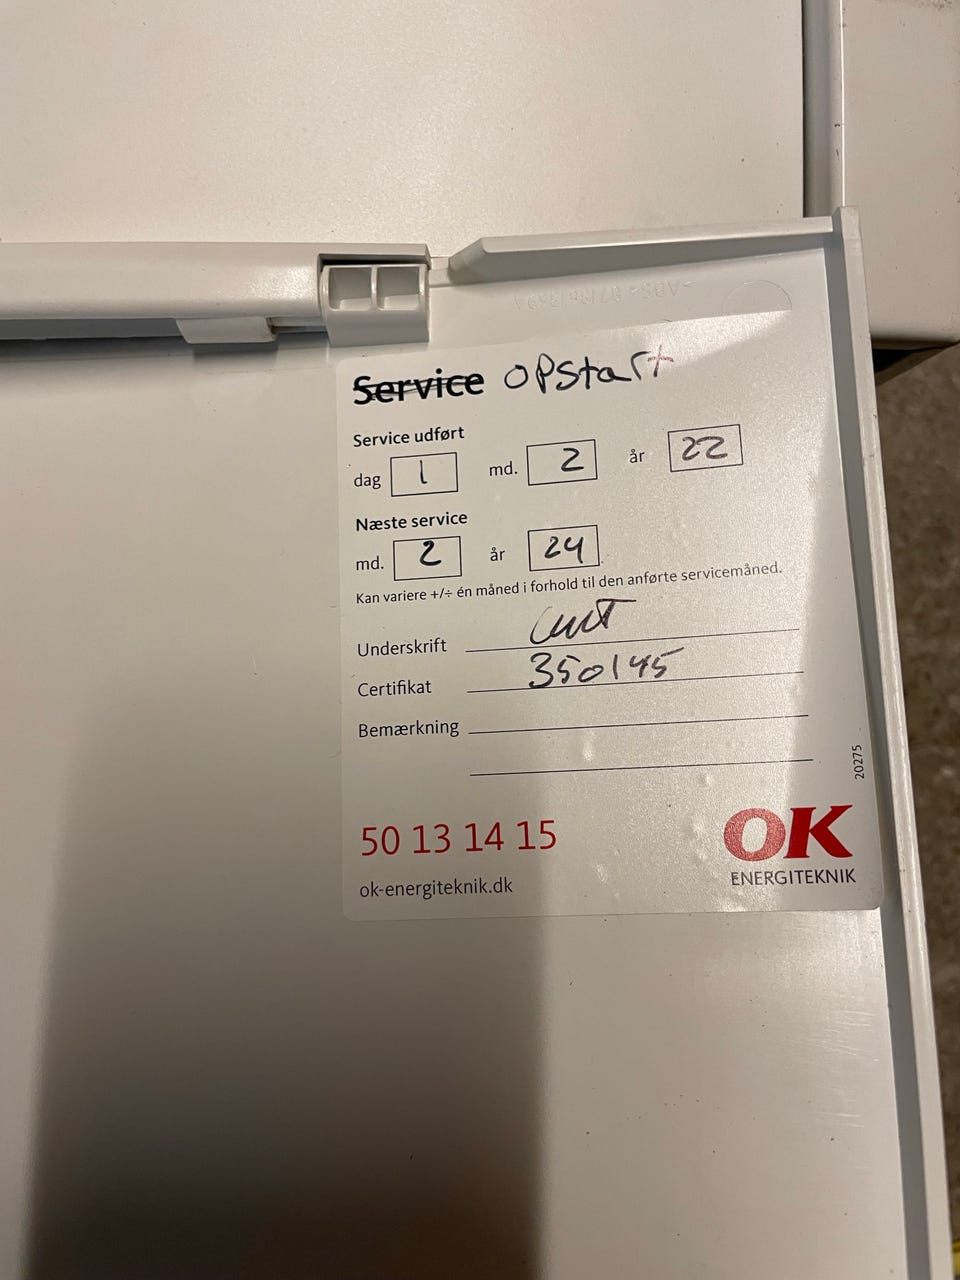 Service OPStart
Service udført
dag 1 md. 2 år 22
Næste service
md. 2 år 24
Kan variere +/÷ én måned i forhold til den anførte servicemåned.
Underskrift
Certifikat 350145
Bemærkning
20275
50 13 14 15
ok-energiteknik.dk
OK
ENERGITEKNIK